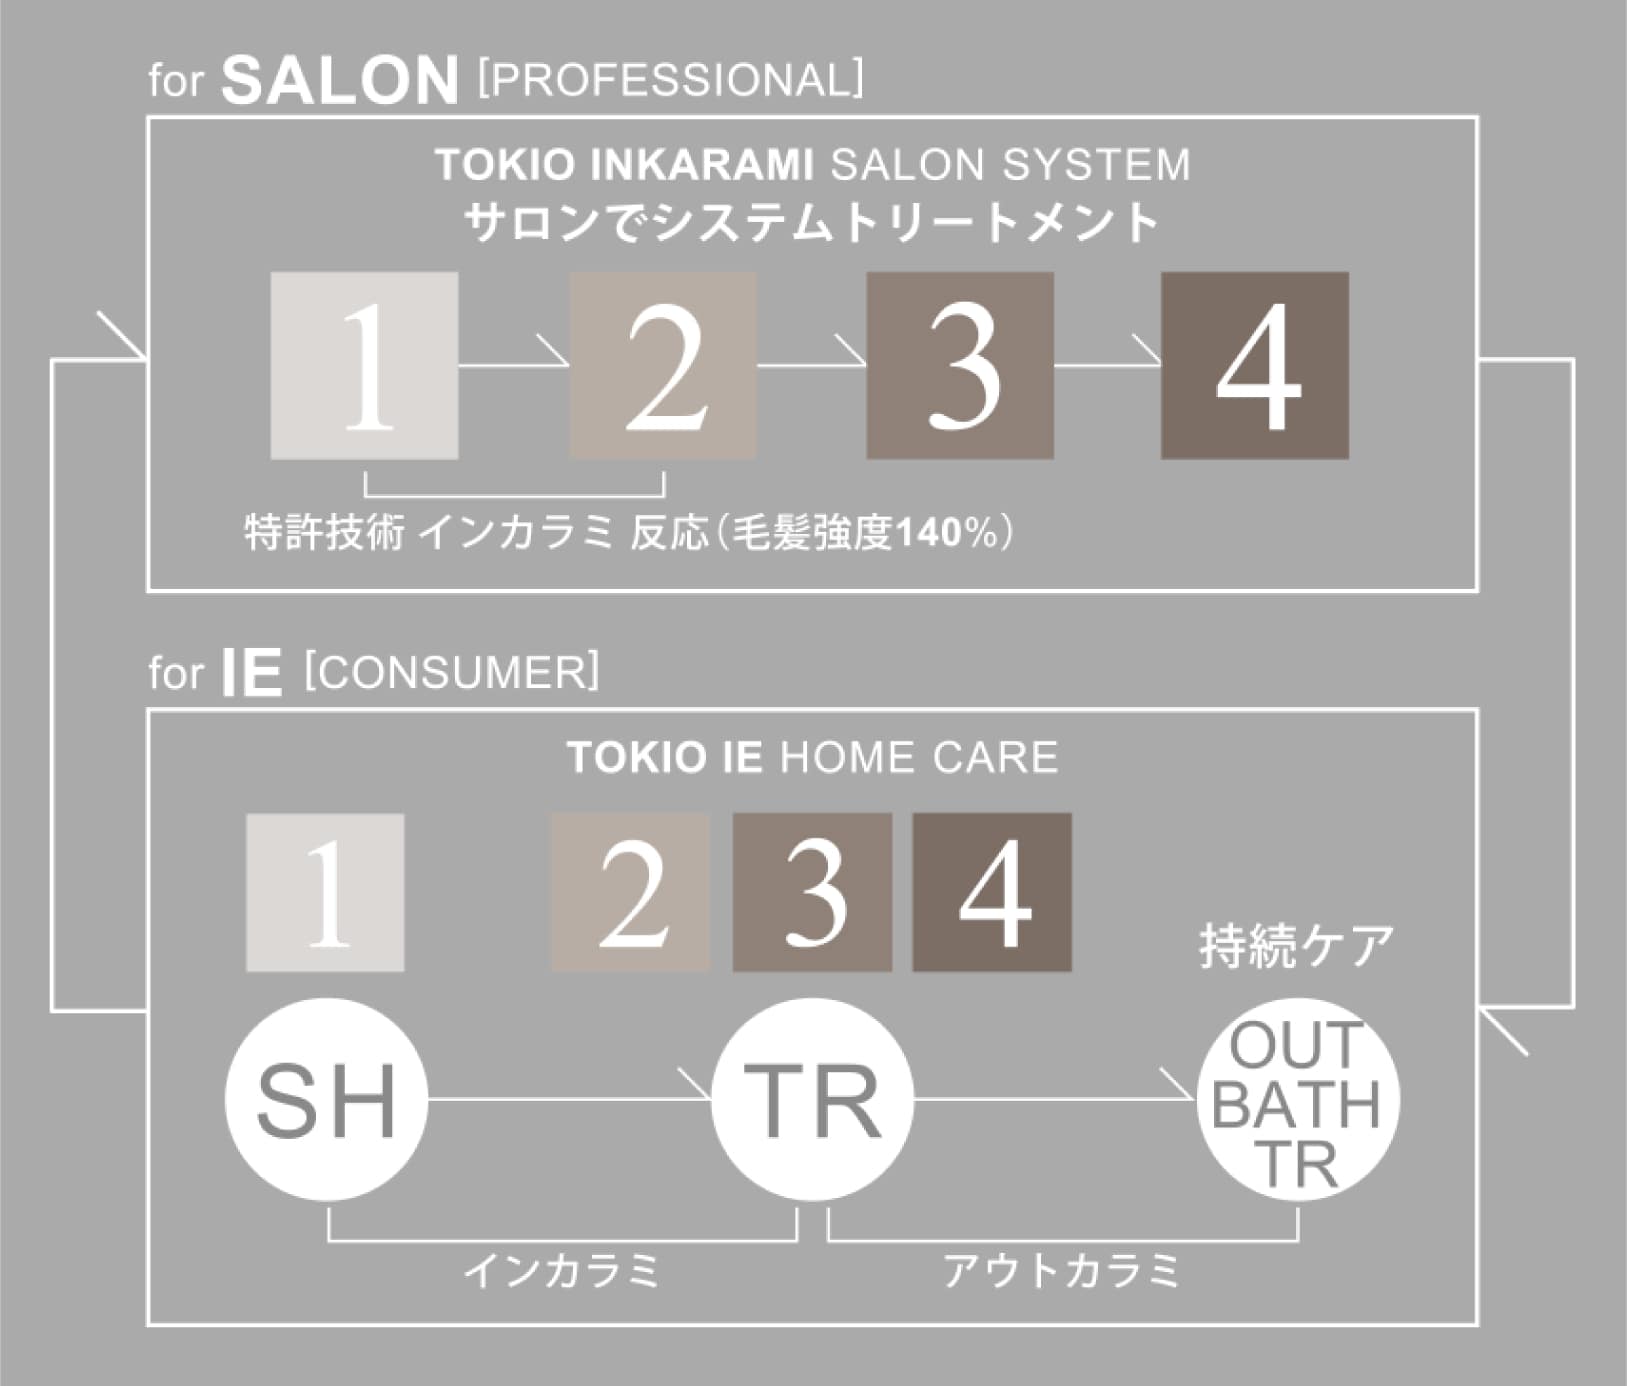 for SALON [PROFESSIONAL]
TOKIO INKARAMI SALON SYSTEM
サロンでシステムトリートメント
1 2 3 4
特許技術 インカラミ 反応（毛髪強度140%）
for IE [CONSUMER]
TOKIO IE HOME CARE
1 2 3 4
持続ケア
SH
TR
OUT
BATH
TR
インカラミ
アウトカラミ